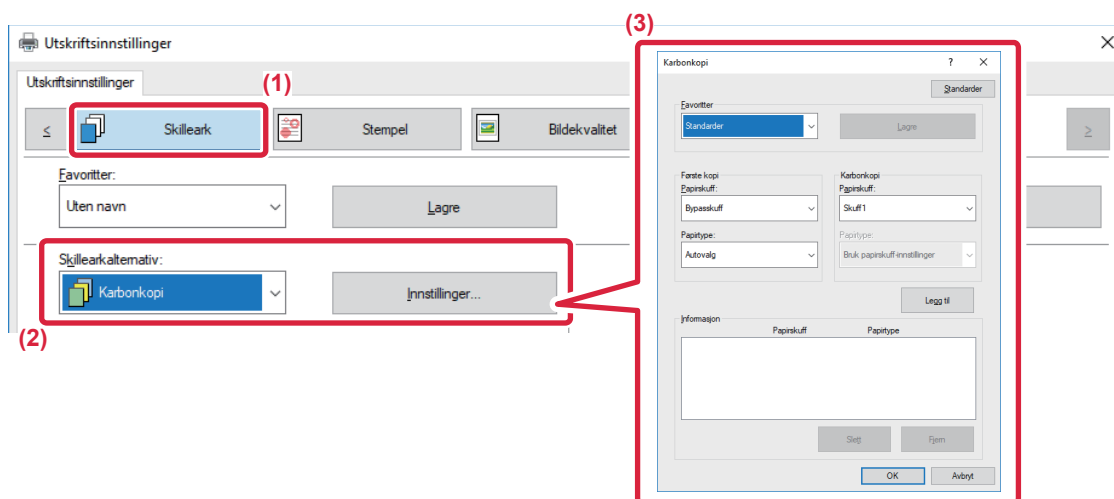 (3)
Utskriftsinnstillinger
Utskriftsinnstillinger
(1)
< Skilleark Stempel Bildekvalitet >
Favoritter:
Uten navn Lagre
Skillearkalternativ:
Karbonkopi Innstillinger...
(2)
Karbonkopi ?
Standarder
Favoritter
Standarder Lagre
Første kopi Karbonkopi
Papirskuff: Papirskuff:
Bypasskuff Skuff1
Papirtype: Papirtype:
Autovalg Bruk papirskuff-innstillinger
Legg til
Informasjon
Papirskuff Papirtype
Slett Fjern
OK Avbryt